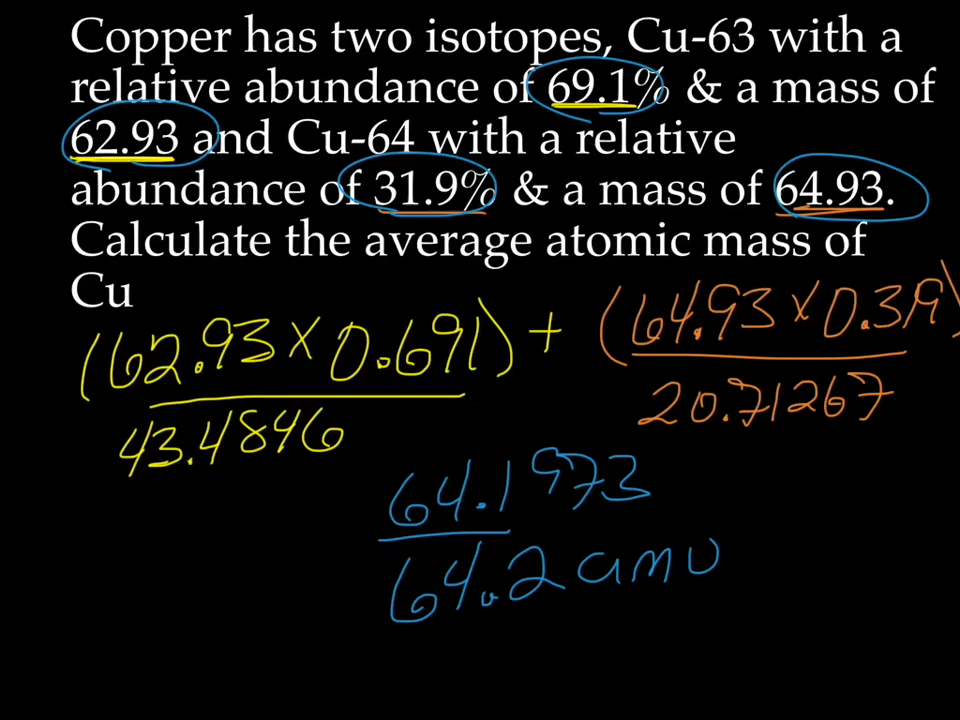 Copper has two isotopes, Cu-63 with a
relative abundance of 69.1% & a mass of
62.93 and Cu-64 with a relative
abundance of 31.9% & a mass of 64.93.
Calculate the average atomic mass of
Cu
(62.93 × 0.691) + (64.93 × 0.319)
43.4846 20.71267
64.1973
64.2 amu